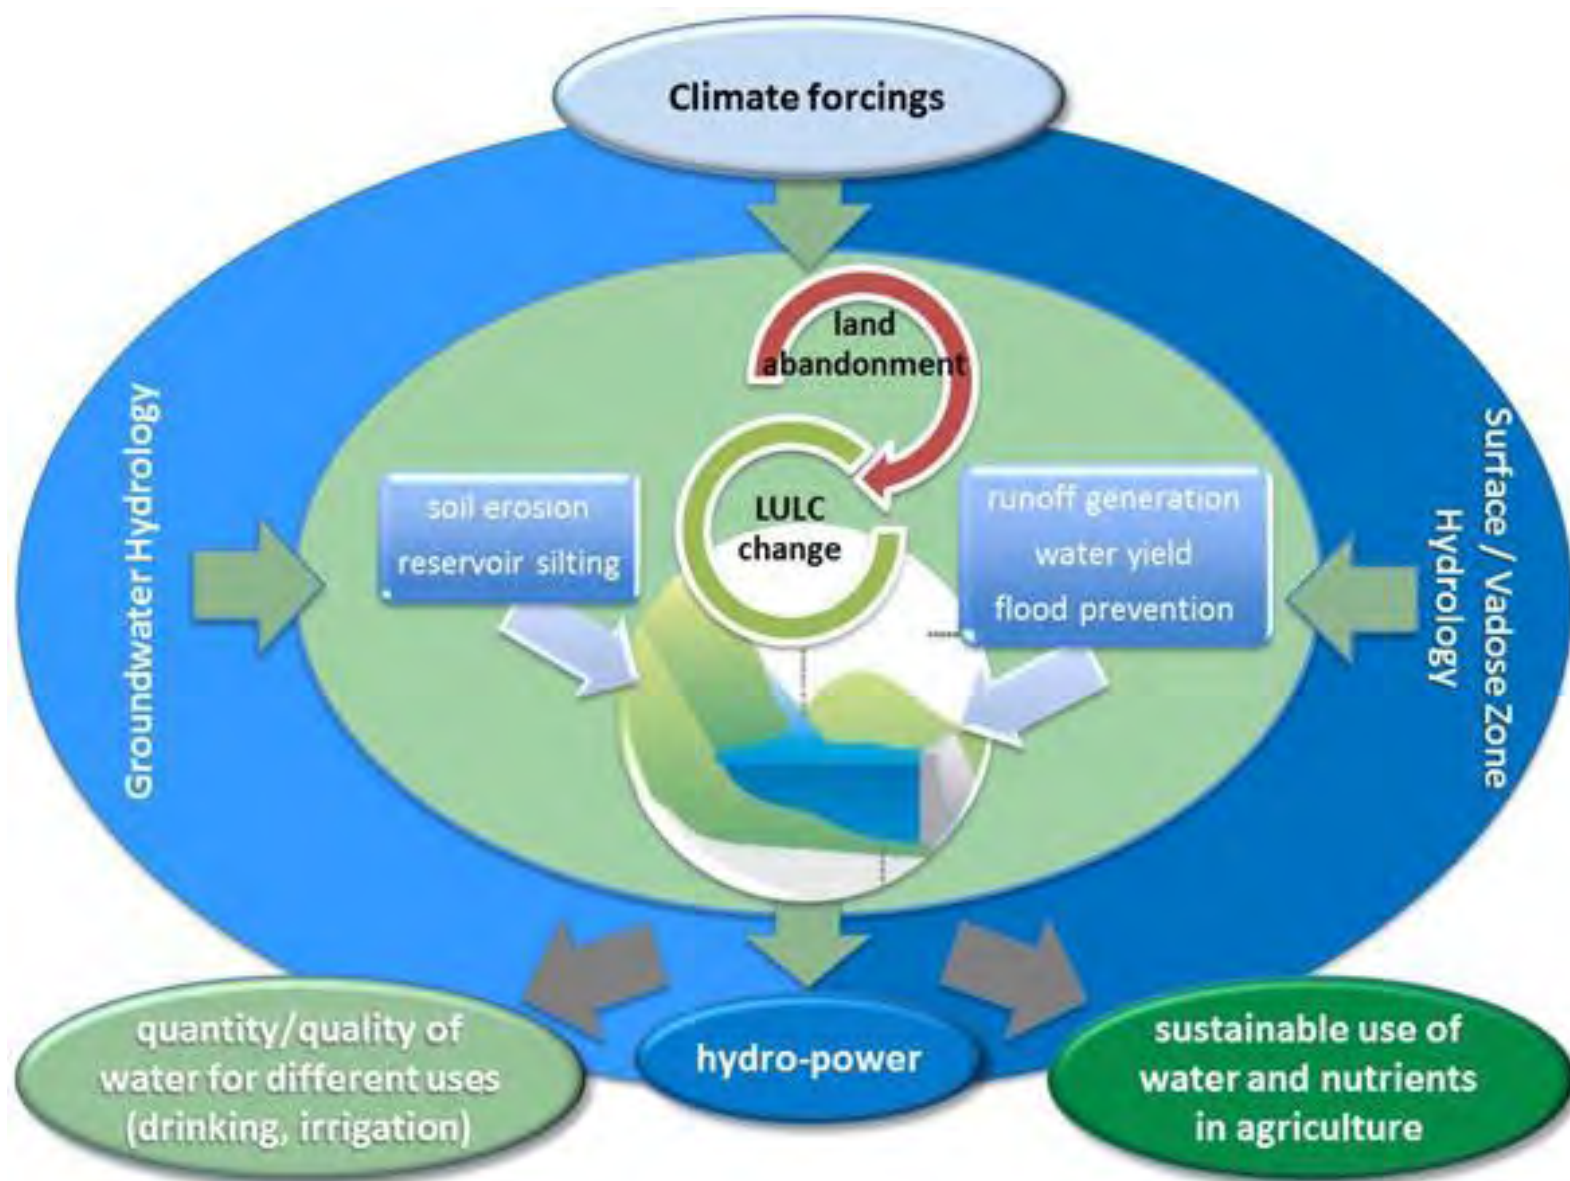 Climate forcings
land
abandonment
LULC
change
soil erosion
reservoir silting
runoff generation
water yield
flood prevention
Groundwater Hydrology
Surface / Vadose Zone
Hydrology
quantity/quality of
water for different uses
(drinking, irrigation)
hydro-power
sustainable use of
water and nutrients
in agriculture